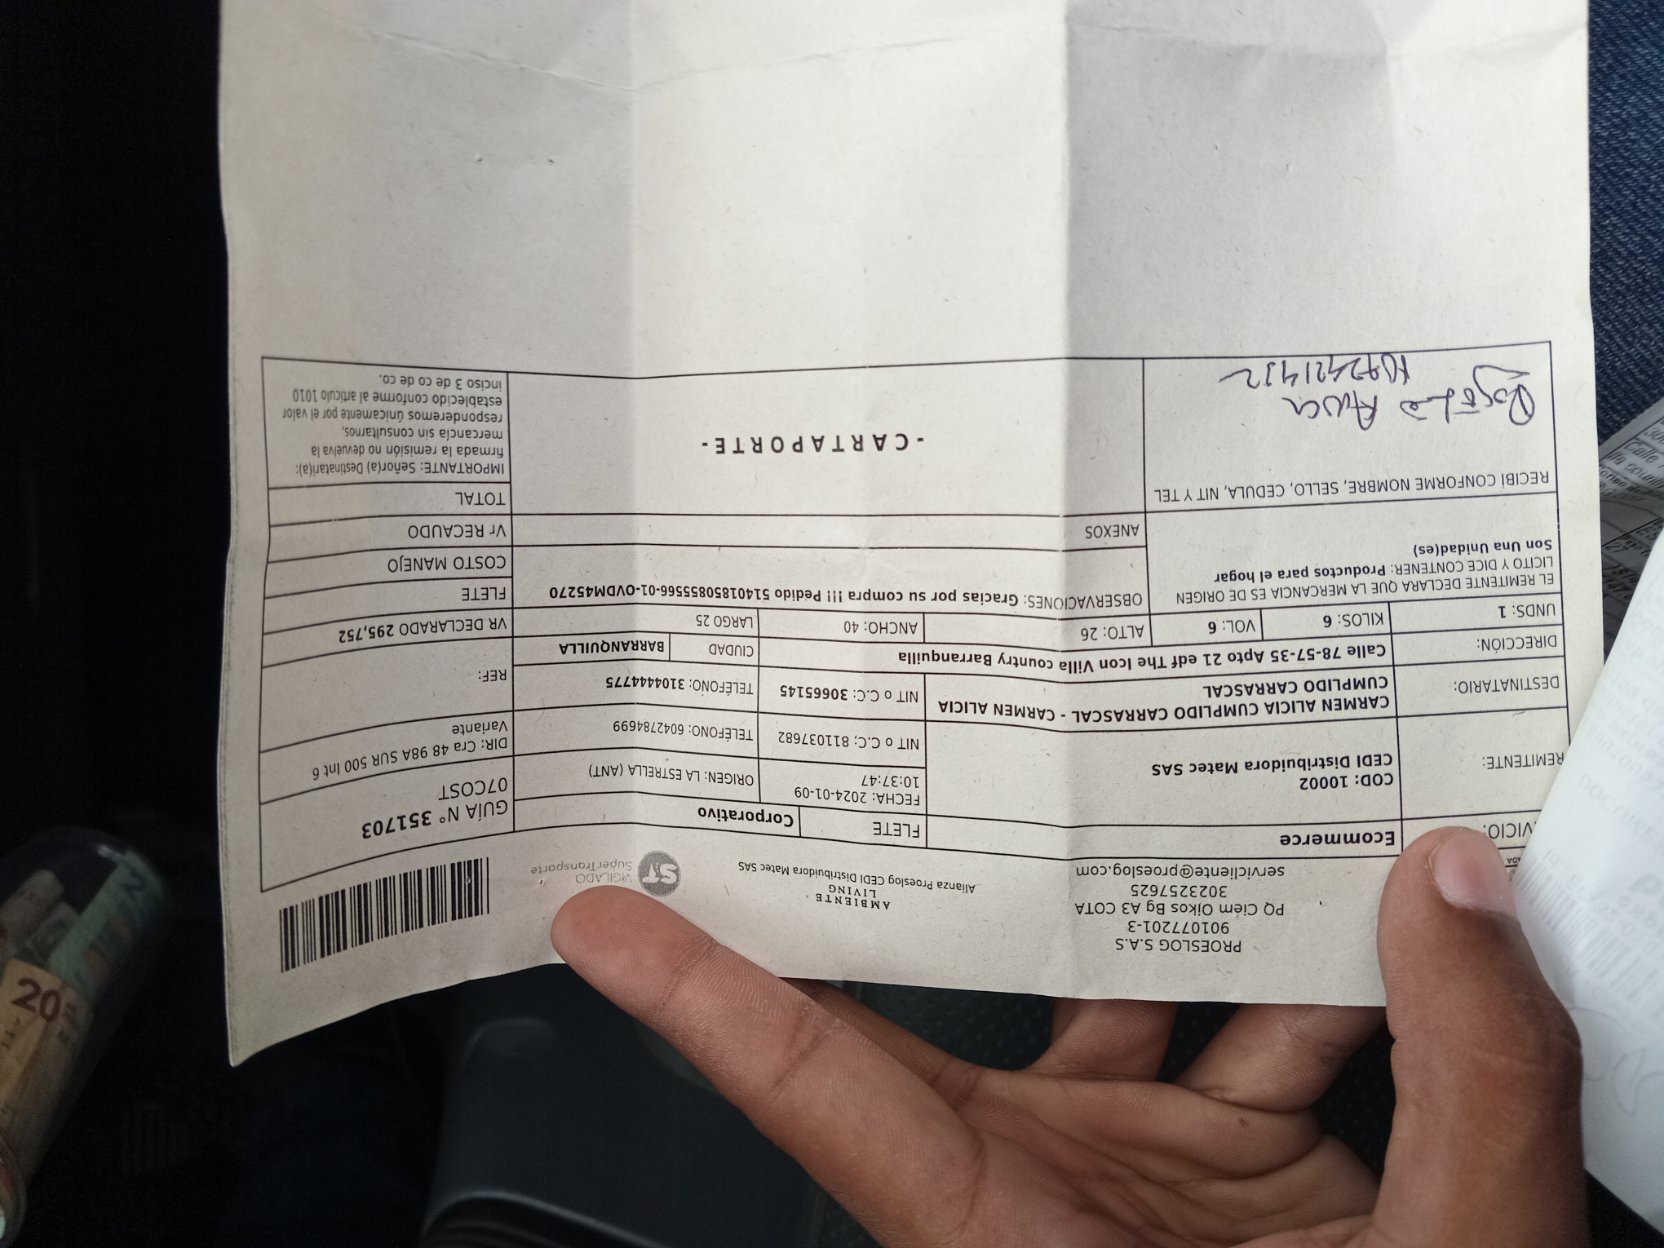 PROESLOG S.A.S
901077201-3
PQ Ciem Oikos Bg A3 COTA
3023257625
servicliente@proeslog.com
AMBIENTE
LIVING
Alianza Proeslog CEDI Distribuidora Matec SAS
ST
VIGILADO
SuperTransporte
VICIO:
Ecommerce
FLETE
Corporativo
GUÍA N° 351703
07COST
REMITENTE:
COD: 10002
CEDI Distribuidora Matec SAS
FECHA: 2024-01-09
10:37:47
ORIGEN: LA ESTRELLA (ANT)
NIT o C.C; 811037682
TELÉFONO: 6042784699
DIR: Cra 48 98A SUR 500 Int 6
Variante
DESTINATARIO:
CARMEN ALICIA CUMPLIDO CARRASCAL - CARMEN ALICIA
CUMPLIDO CARRASCAL
NIT o C.C: 30665145
TELÉFONO: 3104444775
REF:
DIRECCIÓN:
Calle 78-57-35 Apto 21 edf The Icon Villa country Barranquilla
CIUDAD
BARRANQUILLA
UNDS: 1
KILOS: 6
VOL: 6
ALTO: 26
ANCHO: 40
LARGO 25
VR DECLARADO 295,752
EL REMITENTE DECLARA QUE LA MERCANCIA ES DE ORIGEN
LICITO Y DICE CONTENER: Productos para el hogar
Son Una Unidad(es)
OBSERVACIONES: Gracias por su compra !!! Pedido 5140185085566-01-OVDM45270
FLETE
COSTO MANEJO
ANEXOS
Vr RECAUDO
TOTAL
RECIBÍ CONFORME NOMBRE, SELLO, CEDULA, NIT Y TEL
-CARTAPORTE-
IMPORTANTE: Señor(a) Destinatari(a):
firmada la remisión no devuelva la
mercancía sin consultarnos,
responderemos únicamente por el valor
establecido conforme al artículo 1010
inciso 3 de co de co.
20